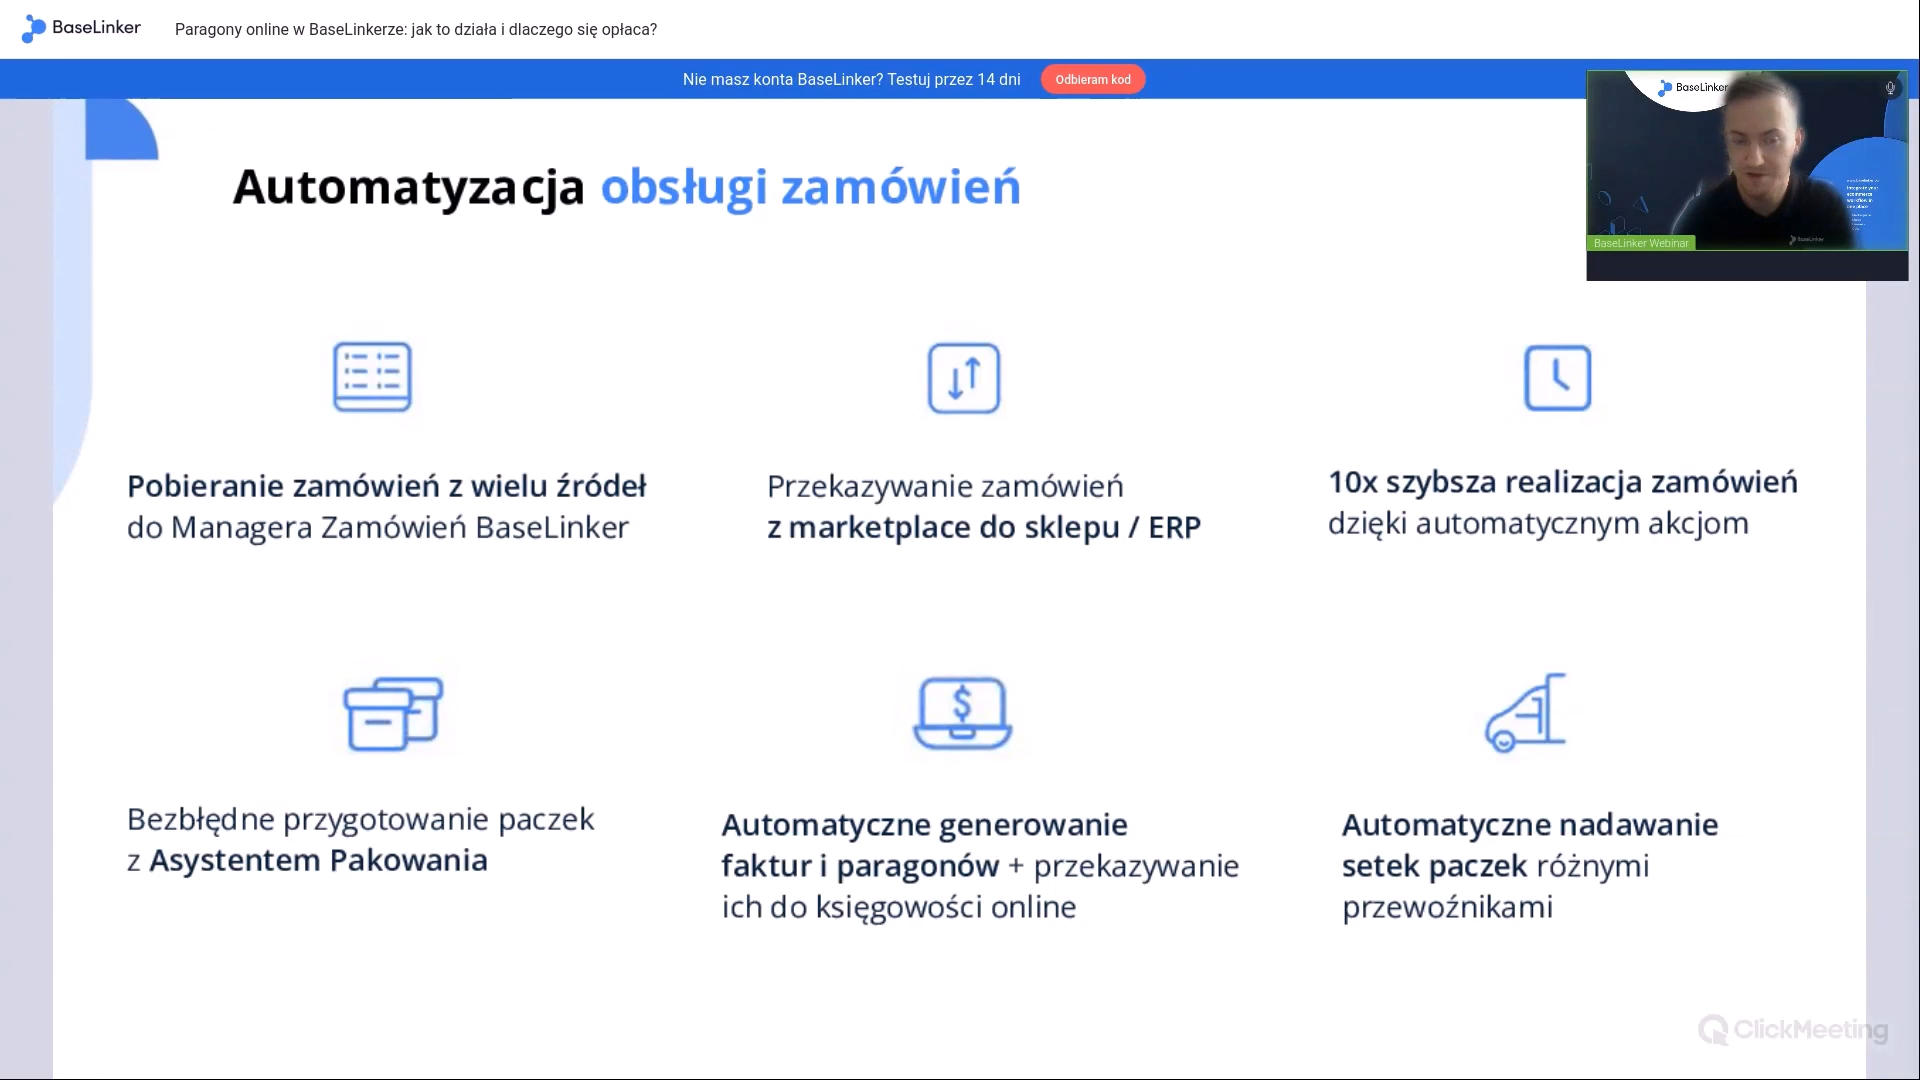 BaseLinker
Paragony online w BaseLinkerze: jak to działa i dlaczego się opłaca?
Nie masz konta BaseLinker? Testuj przez 14 dni
Odbieram kod
BaseLinker
BaseLinker Webinar
Automatyzacja obsługi zamówień
Pobieranie zamówień z wielu źródeł
do Managera Zamówień BaseLinker
Przekazywanie zamówień
z marketplace do sklepu / ERP
10x szybsza realizacja zamówień
dzięki automatycznym akcjom
Bezbłędne przygotowanie paczek
z Asystentem Pakowania
$
Automatyczne generowanie
faktur i paragonów + przekazywanie
ich do księgowości online
Automatyczne nadawanie
setek paczek różnymi
przewoźnikami
ClickMeeting